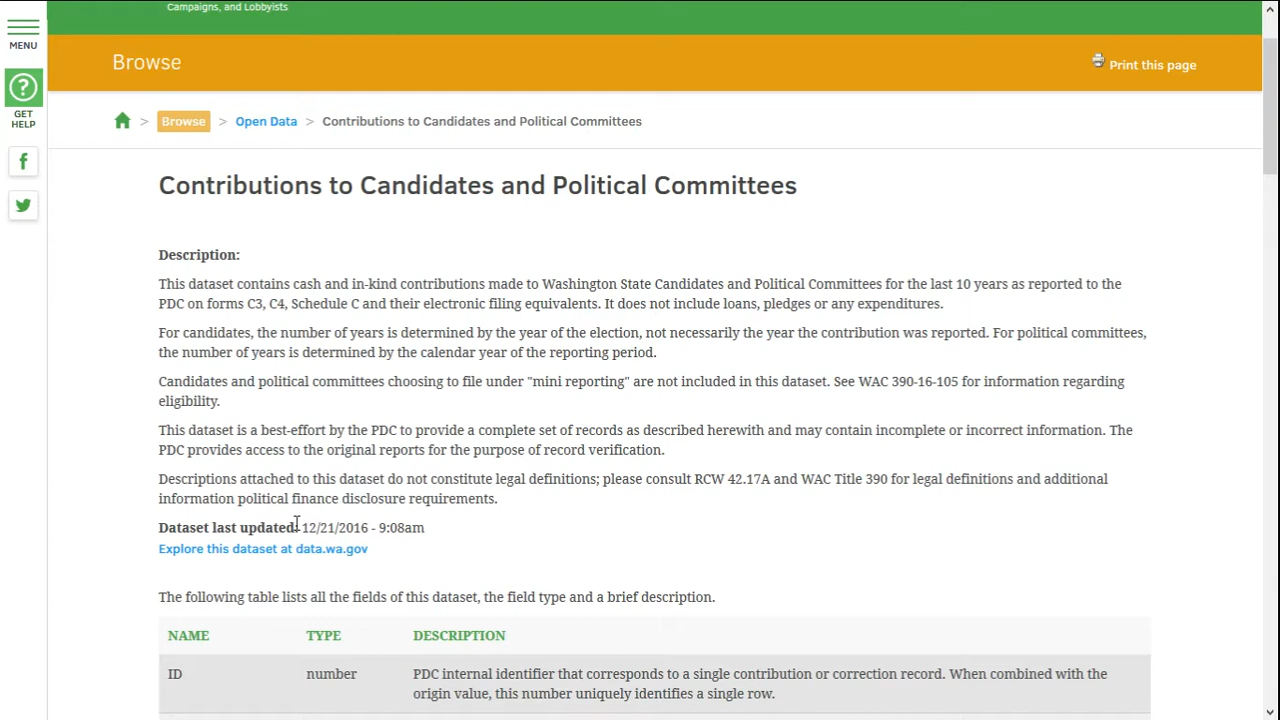 Campaigns, and Lobbyists
MENU
Browse
Print this page
GET
HELP
> Browse > Open Data > Contributions to Candidates and Political Committees
Contributions to Candidates and Political Committees
Description:
This dataset contains cash and in-kind contributions made to Washington State Candidates and Political Committees for the last 10 years as reported to the
PDC on forms C3, C4, Schedule C and their electronic filing equivalents. It does not include loans, pledges or any expenditures.
For candidates, the number of years is determined by the year of the election, not necessarily the year the contribution was reported. For political committees,
the number of years is determined by the calendar year of the reporting period.
Candidates and political committees choosing to file under "mini reporting" are not included in this dataset. See WAC 390-16-105 for information regarding
eligibility.
This dataset is a best-effort by the PDC to provide a complete set of records as described herewith and may contain incomplete or incorrect information. The
PDC provides access to the original reports for the purpose of record verification.
Descriptions attached to this dataset do not constitute legal definitions; please consult RCW 42.17A and WAC Title 390 for legal definitions and additional
information political finance disclosure requirements.
Dataset last updated: 12/21/2016 - 9:08am
Explore this dataset at data.wa.gov
The following table lists all the fields of this dataset, the field type and a brief description.
NAME TYPE DESCRIPTION
ID number PDC internal identifier that corresponds to a single contribution or correction record. When combined with the
origin value, this number uniquely identifies a single row.